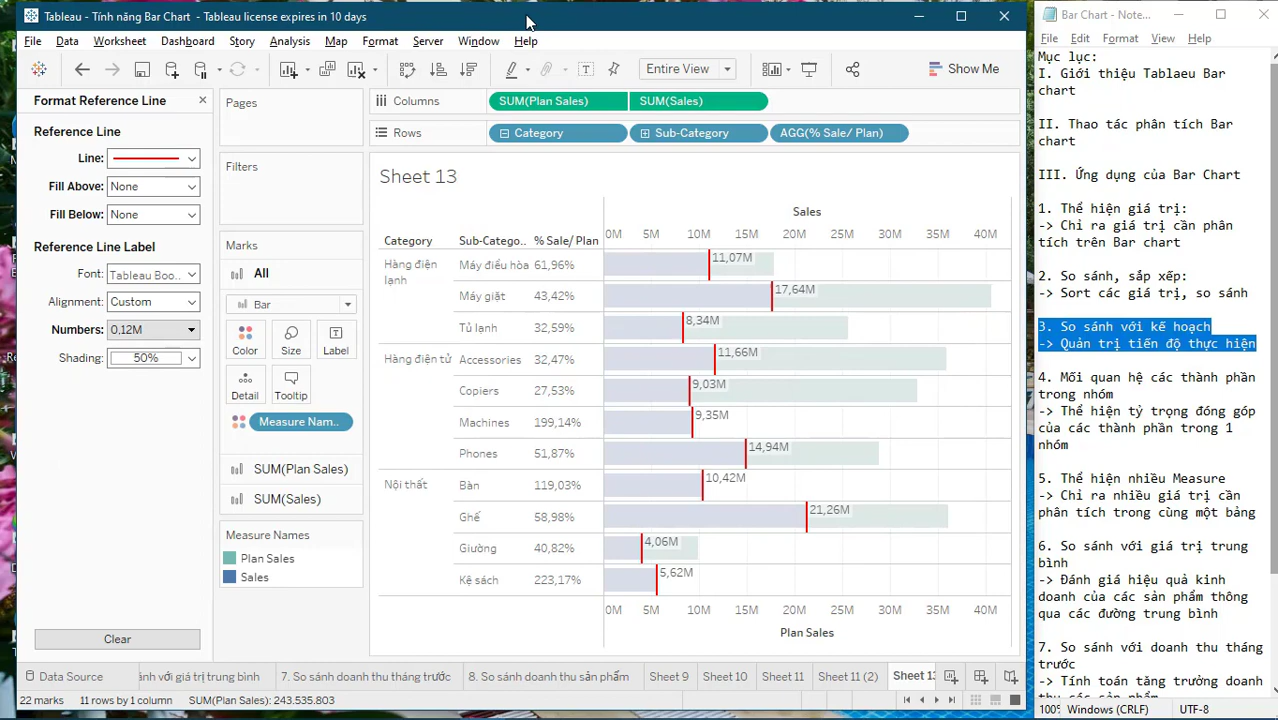 Tableau - Tính năng Bar Chart - Tableau license expires in 10 days
File Data Worksheet Dashboard Story Analysis Map Format Server Window Help
Entire View
Show Me
Format Reference Line
Reference Line
Line:
Fill Above: None
Fill Below: None
Reference Line Label
Font: Tableau Boo..
Alignment: Custom
Numbers: 0,12M
Shading: 50%
Clear
Pages
Filters
Marks
All
Bar
Color Size Label
Detail Tooltip
Measure Nam..
SUM(Plan Sales)
SUM(Sales)
Measure Names
Plan Sales
Sales
Columns SUM(Plan Sales) SUM(Sales)
Rows Category Sub-Category AGG(% Sale/ Plan)
Sheet 13
Sales
0M 5M 10M 15M 20M 25M 30M 35M 40M
Category Sub-Catego.. % Sale/ Plan
Hàng điện lạnh Máy điều hòa 61,96% 11,07M
Máy giặt 43,42% 17,64M
Tủ lạnh 32,59% 8,34M
Hàng điện tử Accessories 32,47% 11,66M
Copiers 27,53% 9,03M
Machines 199,14% 9,35M
Phones 51,87% 14,94M
Nội thất Bàn 119,03% 10,42M
Ghế 58,98% 21,26M
Giường 40,82% 4,06M
Kệ sách 223,17% 5,62M
0M 5M 10M 15M 20M 25M 30M 35M 40M
Plan Sales
Data Source ánh với giá trị trung bình 7. So sánh doanh thu tháng trước 8. So sánh doanh thu sản phẩm Sheet 9 Sheet 10 Sheet 11 Sheet 11 (2) Sheet 13
22 marks 11 rows by 1 column SUM(Plan Sales): 243.535.803
Bar Chart - Note...
File Edit Format View Help
Mục lục:
I. Giới thiệu Tablaeu Bar
chart
II. Thao tác phân tích Bar
chart
III. Ứng dụng của Bar Chart
1. Thể hiện giá trị:
-> Chỉ ra giá trị cần phân
tích trên Bar chart
2. So sánh, sắp xếp:
-> Sort các giá trị, so sánh
3. So sánh với kế hoạch
-> Quản trị tiến độ thực hiện
4. Mối quan hệ các thành phần
trong nhóm
-> Thể hiện tỷ trọng đóng góp
của các thành phần trong 1
nhóm
5. Thể hiện nhiều Measure
-> Chỉ ra nhiều giá trị cần
phân tích trong cùng một bảng
6. So sánh với giá trị trung
bình
-> Đánh giá hiệu quả kinh
doanh của các sản phẩm thông
qua các đường trung bình
7. So sánh với doanh thu tháng
trước
-> Tính toán tăng trưởng doanh
thu các sản phẩm
100% Windows (CRLF) UTF-8